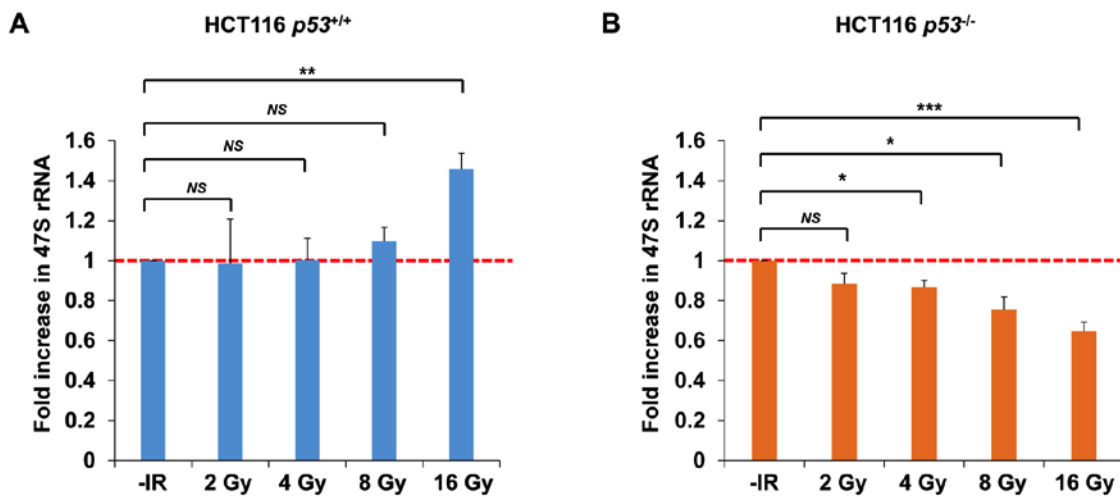 A
HCT116 p53+/+
**
NS
NS
NS
Fold increase in 47S rRNA
1.6
1.4
1.2
1
0.8
0.6
0.4
0.2
0
-IR 2 Gy 4 Gy 8 Gy 16 Gy
B
HCT116 p53-/-
***
*
*
NS
Fold increase in 47S rRNA
1.6
1.4
1.2
1
0.8
0.6
0.4
0.2
0
-IR 2 Gy 4 Gy 8 Gy 16 Gy